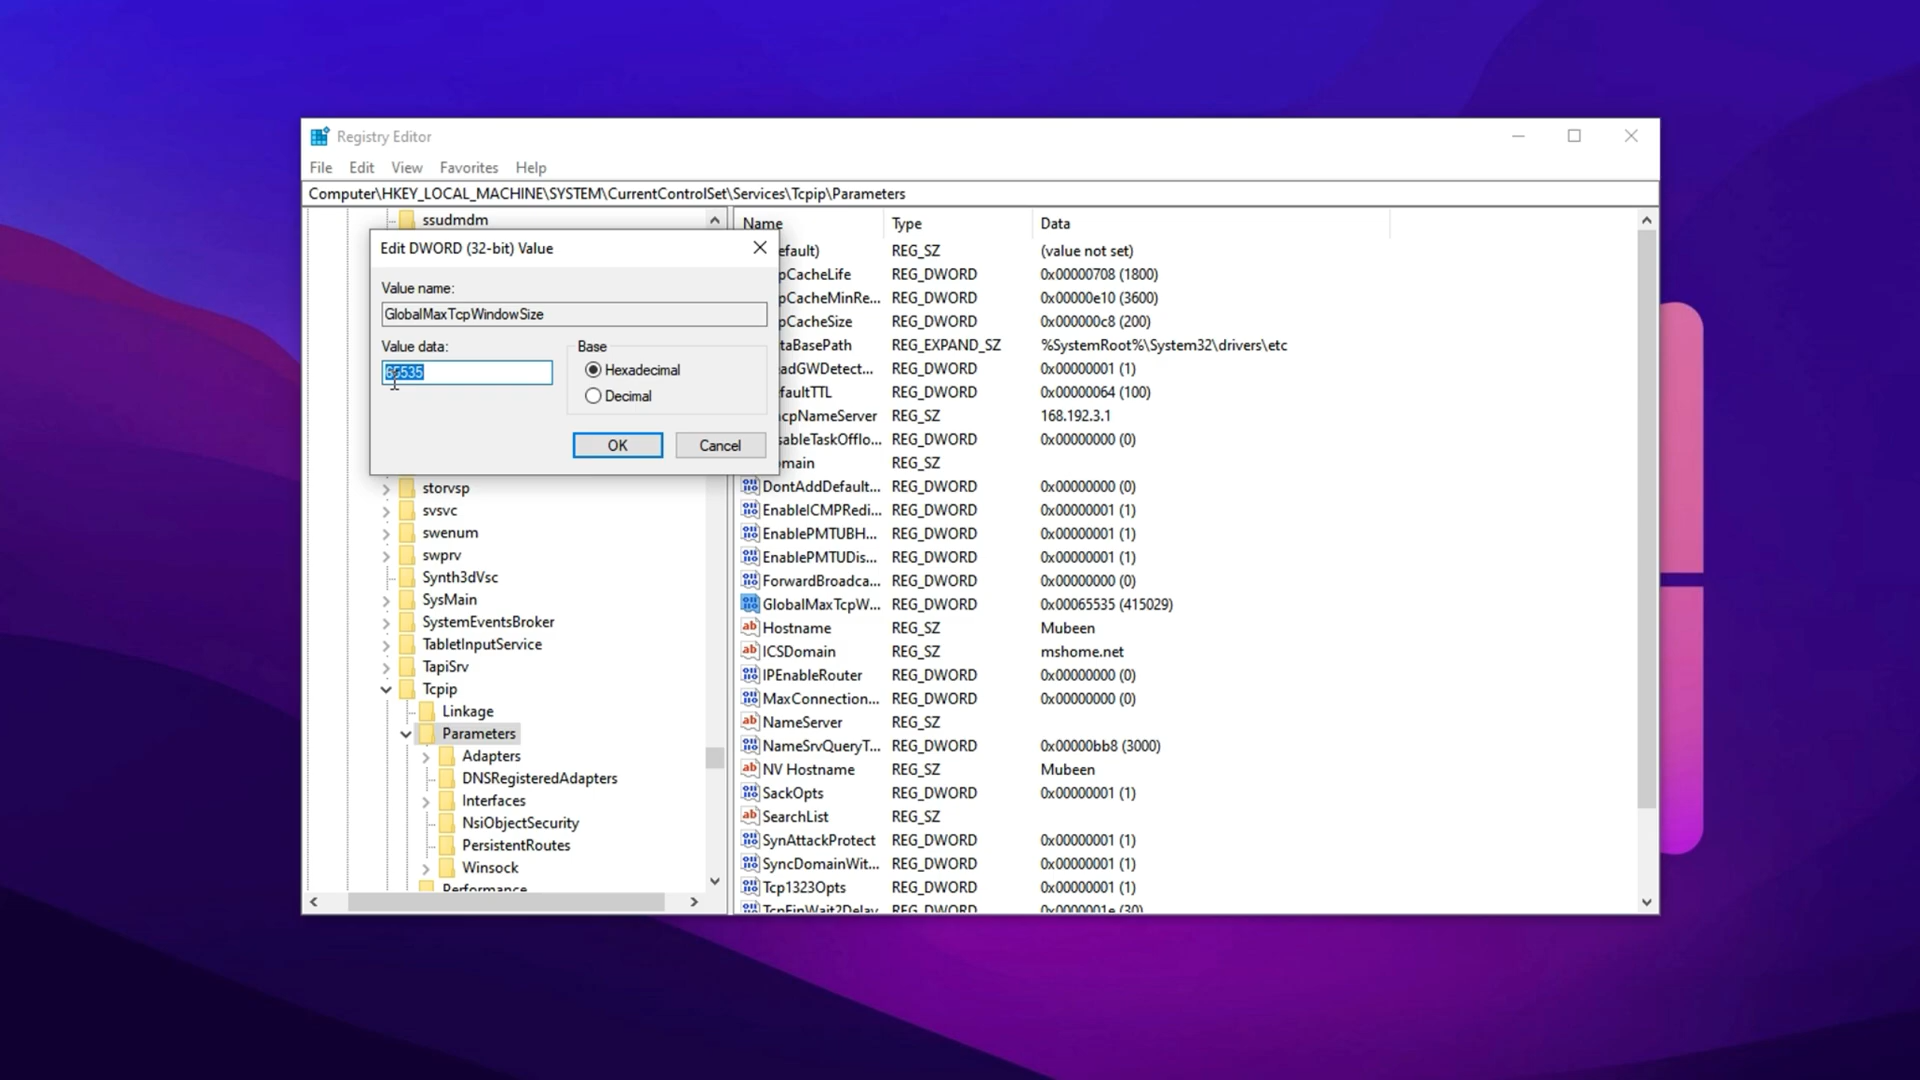 Registry Editor
File Edit View Favorites Help
Computer\HKEY_LOCAL_MACHINE\SYSTEM\CurrentControlSet\Services\Tcpip\Parameters
ssudmdm
Edit DWORD (32-bit) Value
Value name:
GlobalMaxTcpWindowSize
Value data:
65535
Base
Hexadecimal
Decimal
OK
Cancel
storvsp
svsvc
swenum
swprv
Synth3dVsc
SysMain
SystemEventsBroker
TabletInputService
TapiSrv
Tcpip
Linkage
Parameters
Adapters
DNSRegisteredAdapters
Interfaces
NsiObjectSecurity
PersistentRoutes
Winsock
Performance
Name Type Data
efault) REG_SZ (value not set)
pCacheLife REG_DWORD 0x00000708 (1800)
pCacheMinRe... REG_DWORD 0x00000e10 (3600)
pCacheSize REG_DWORD 0x000000c8 (200)
taBasePath REG_EXPAND_SZ %SystemRoot%\System32\drivers\etc
adGWDetect... REG_DWORD 0x00000001 (1)
faultTTL REG_DWORD 0x00000064 (100)
cpNameServer REG_SZ 168.192.3.1
sableTaskOfflo... REG_DWORD 0x00000000 (0)
main REG_SZ
DontAddDefault... REG_DWORD 0x00000000 (0)
EnableICMPRedi... REG_DWORD 0x00000001 (1)
EnablePMTUBH... REG_DWORD 0x00000001 (1)
EnablePMTUDis... REG_DWORD 0x00000001 (1)
ForwardBroadca... REG_DWORD 0x00000000 (0)
GlobalMaxTcpW... REG_DWORD 0x00065535 (415029)
Hostname REG_SZ Mubeen
ICSDomain REG_SZ mshome.net
IPEnableRouter REG_DWORD 0x00000000 (0)
MaxConnection... REG_DWORD 0x00000000 (0)
NameServer REG_SZ
NameSrvQueryT... REG_DWORD 0x00000bb8 (3000)
NV Hostname REG_SZ Mubeen
SackOpts REG_DWORD 0x00000001 (1)
SearchList REG_SZ
SynAttackProtect REG_DWORD 0x00000001 (1)
SyncDomainWit... REG_DWORD 0x00000001 (1)
Tcp1323Opts REG_DWORD 0x00000001 (1)
TcpFinWait2Delay REG_DWORD 0x0000001e (30)